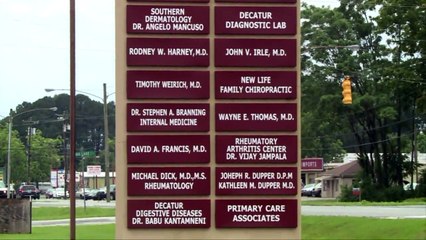 SOUTHERN
DERMATOLOGY
DR. ANGELO MANCUSO
DECATUR
DIAGNOSTIC LAB
RODNEY W. HARNEY, M.D.
JOHN V. IRLE, M.D.
TIMOTHY WEIRICH, M.D.
NEW LIFE
FAMILY CHIROPRACTIC
DR. STEPHEN A. BRANNING
INTERNAL MEDICINE
WAYNE E. THOMAS, M.D.
DAVID A. FRANCIS, M.D.
RHEUMATORY
ARTHRITIS CENTER
DR. VIJAY JAMPALA
MICHAEL DICK, M.D.,M.S.
RHEUMATOLOGY
JOHEPH R. DUPPER D.P.M
KATHLEEN M. DUPPER M.D.
DECATUR
DIGESTIVE DISEASES
DR. BABU KANTAMNENI
PRIMARY CARE
ASSOCIATES